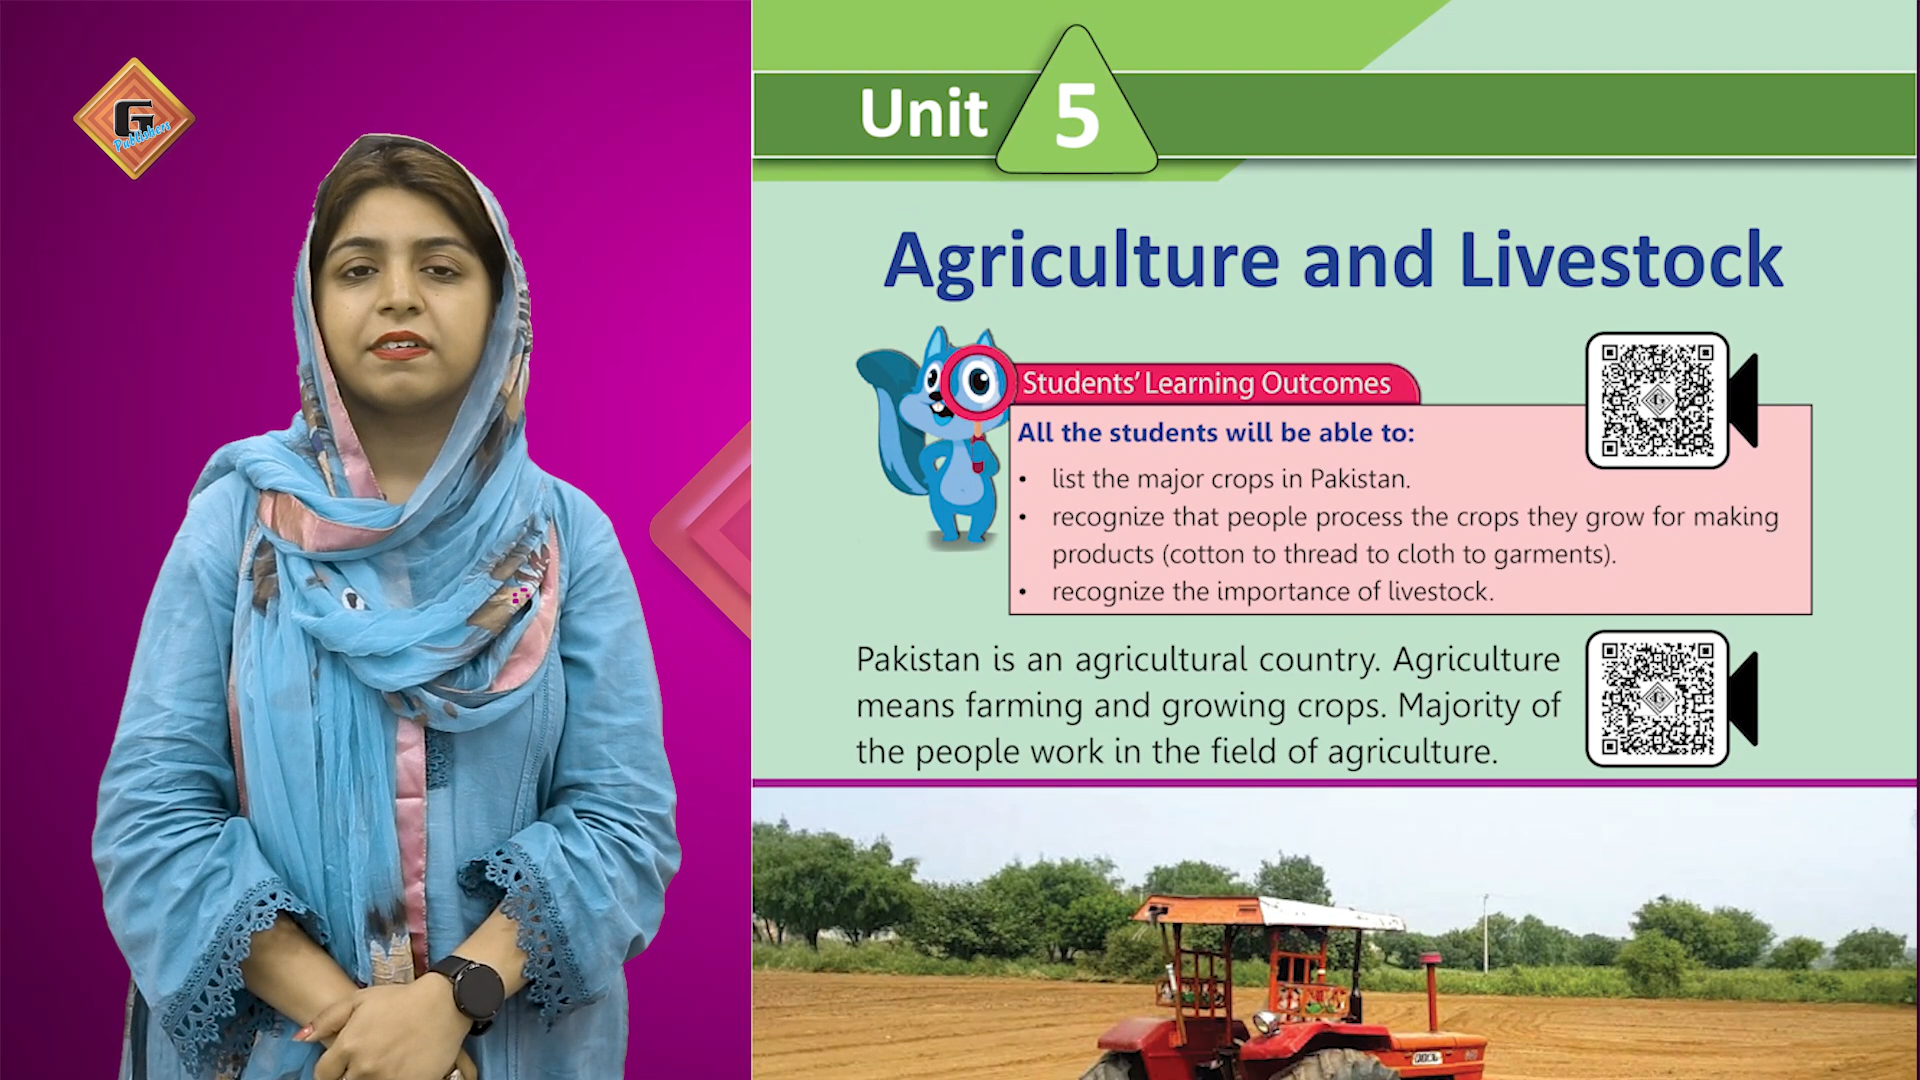 G
Publishers
Unit 5
Agriculture and Livestock
Students' Learning Outcomes
All the students will be able to:
• list the major crops in Pakistan.
• recognize that people process the crops they grow for making
products (cotton to thread to cloth to garments).
• recognize the importance of livestock.
Pakistan is an agricultural country. Agriculture
means farming and growing crops. Majority of
the people work in the field of agriculture.